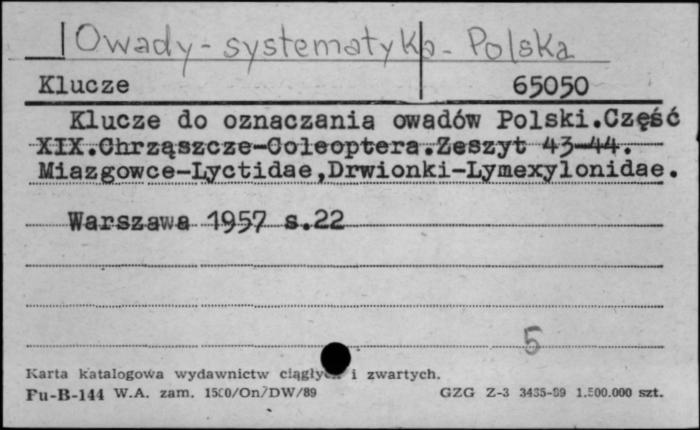 Owady - systematyka - Polska
Klucze 65050
Klucze do oznaczania owadów Polski.Część
XIX.Chrząszcze-Coleoptera.Zeszyt 43-44.
Miazgowce-Lyctidae,Drwionki-Lymexylonidae.
Warszawa 1957 s.22
5
Karta katalogowa wydawnictw ciągłych i zwartych.
Pu-B-144 W.A. zam. 1500/On/DW/89 GZG Z-3 3435-89 1.500.000 szt.